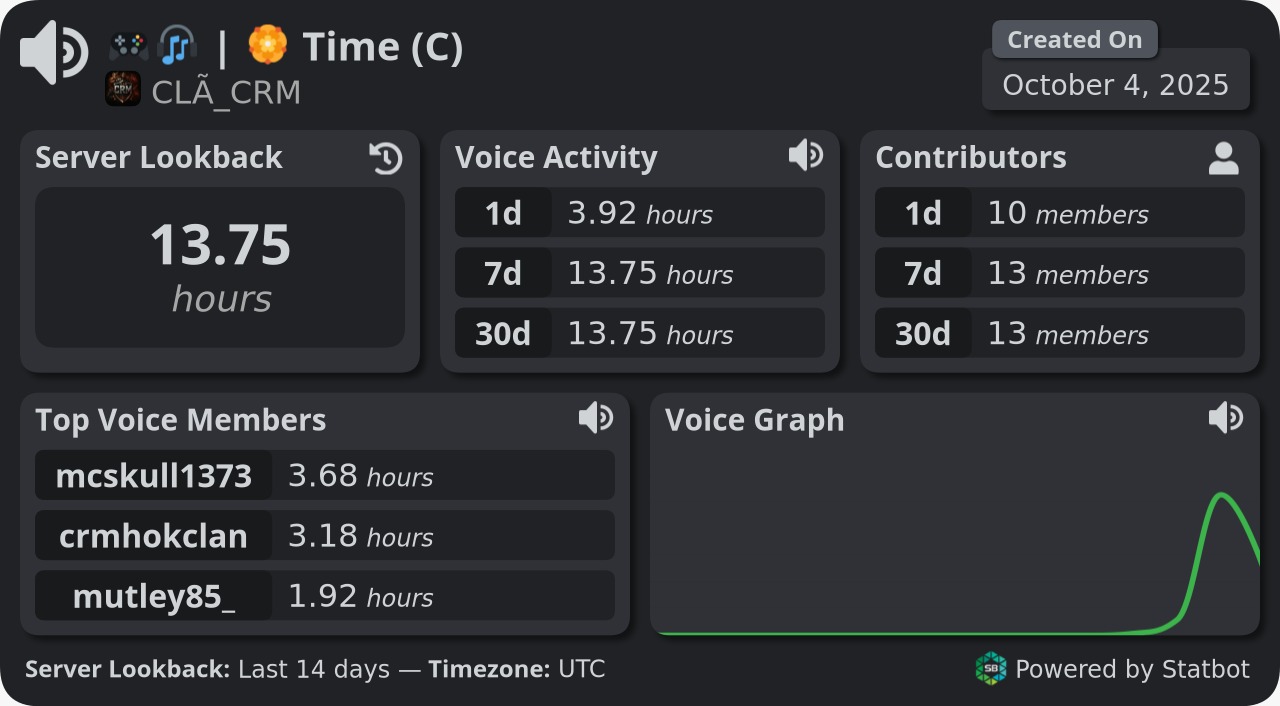 🎮🎧 | 🏵️ Time (C)
CLÃ_CRM
Created On
October 4, 2025
Server Lookback
13.75
hours
Voice Activity
1d 3.92 hours
7d 13.75 hours
30d 13.75 hours
Contributors
1d 10 members
7d 13 members
30d 13 members
Top Voice Members
mcskull1373 3.68 hours
crmhokclan 3.18 hours
mutley85_ 1.92 hours
Voice Graph
Server Lookback: Last 14 days — Timezone: UTC
SB Powered by Statbot